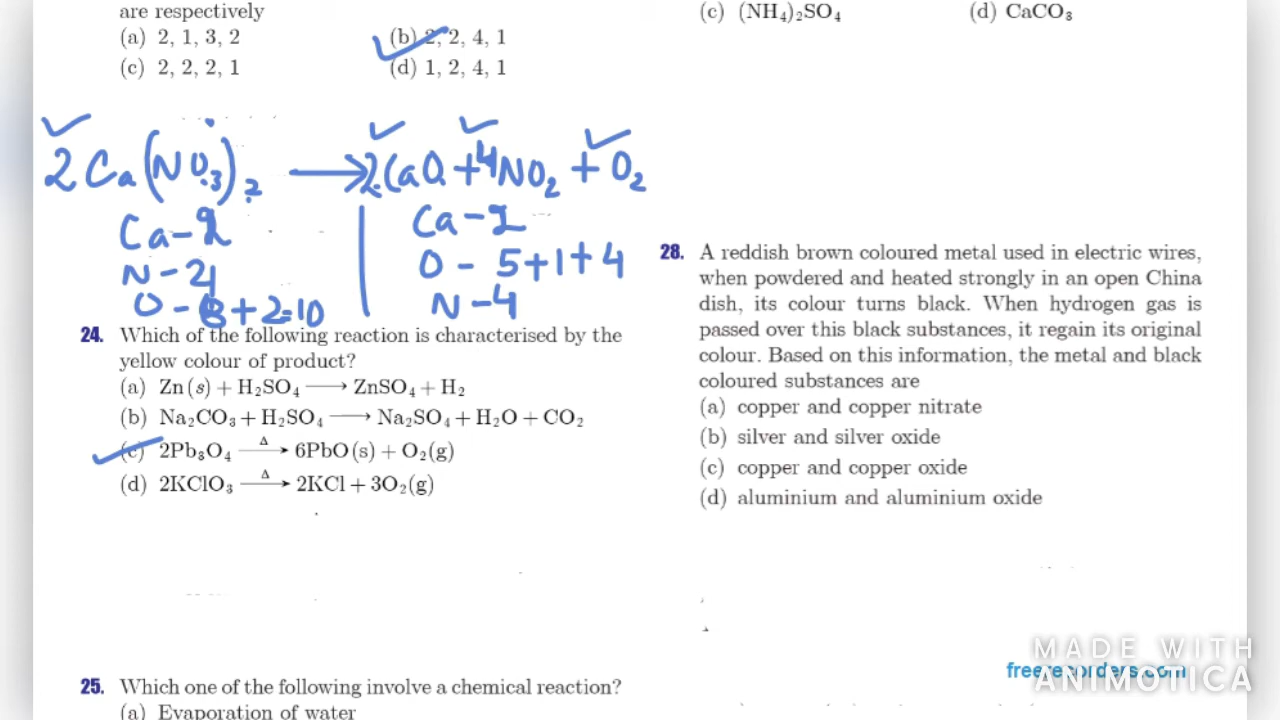 are respectively
(a) 2, 1, 3, 2 (b) 2, 2, 4, 1
(c) 2, 2, 2, 1 (d) 1, 2, 4, 1
2Ca(NO₃)₂ ⟶ 2CaO + 4NO₂ + O₂
Ca - 2 Ca - 2
N - 4 O - 5+1+4
O - 8+2=10 N - 4
24. Which of the following reaction is characterised by the
yellow colour of product?
(a) Zn(s) + H₂SO₄ ⟶ ZnSO₄ + H₂
(b) Na₂CO₃ + H₂SO₄ ⟶ Na₂SO₄ + H₂O + CO₂
(c) 2Pb₃O₄ —Δ→ 6PbO(s) + O₂(g)
(d) 2KClO₃ —Δ→ 2KCl + 3O₂(g)
25. Which one of the following involve a chemical reaction?
(a) Evaporation of water
(c) (NH₄)₂SO₄ (d) CaCO₃
28. A reddish brown coloured metal used in electric wires,
when powdered and heated strongly in an open China
dish, its colour turns black. When hydrogen gas is
passed over this black substances, it regain its original
colour. Based on this information, the metal and black
coloured substances are
(a) copper and copper nitrate
(b) silver and silver oxide
(c) copper and copper oxide
(d) aluminium and aluminium oxide
MADE WITH
ANIMOTICA